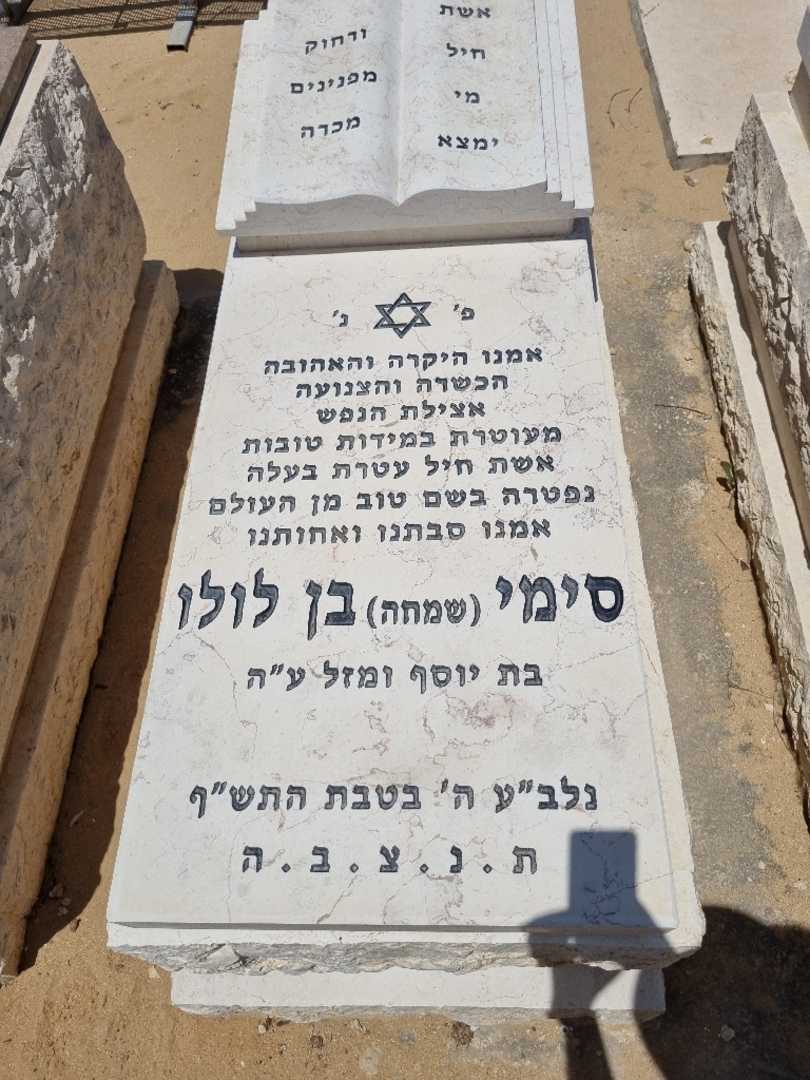 אשת
חיל
מי
ימצא
ורחוק
מפנינים
מכרה
פ' נ'
אמנו היקרה והאהובה
הכשרה והצנועה
אצילת הנפש
מעוטרת במידות טובות
אשת חיל עטרת בעלה
נפטרה בשם טוב מן העולם
אמנו סבתנו ואחותנו
סימי (שמחה) בן לולו
בת יוסף ומזל ע"ה
נלב"ע ה' בטבת התש"ף
ת . נ . צ . ב . ה